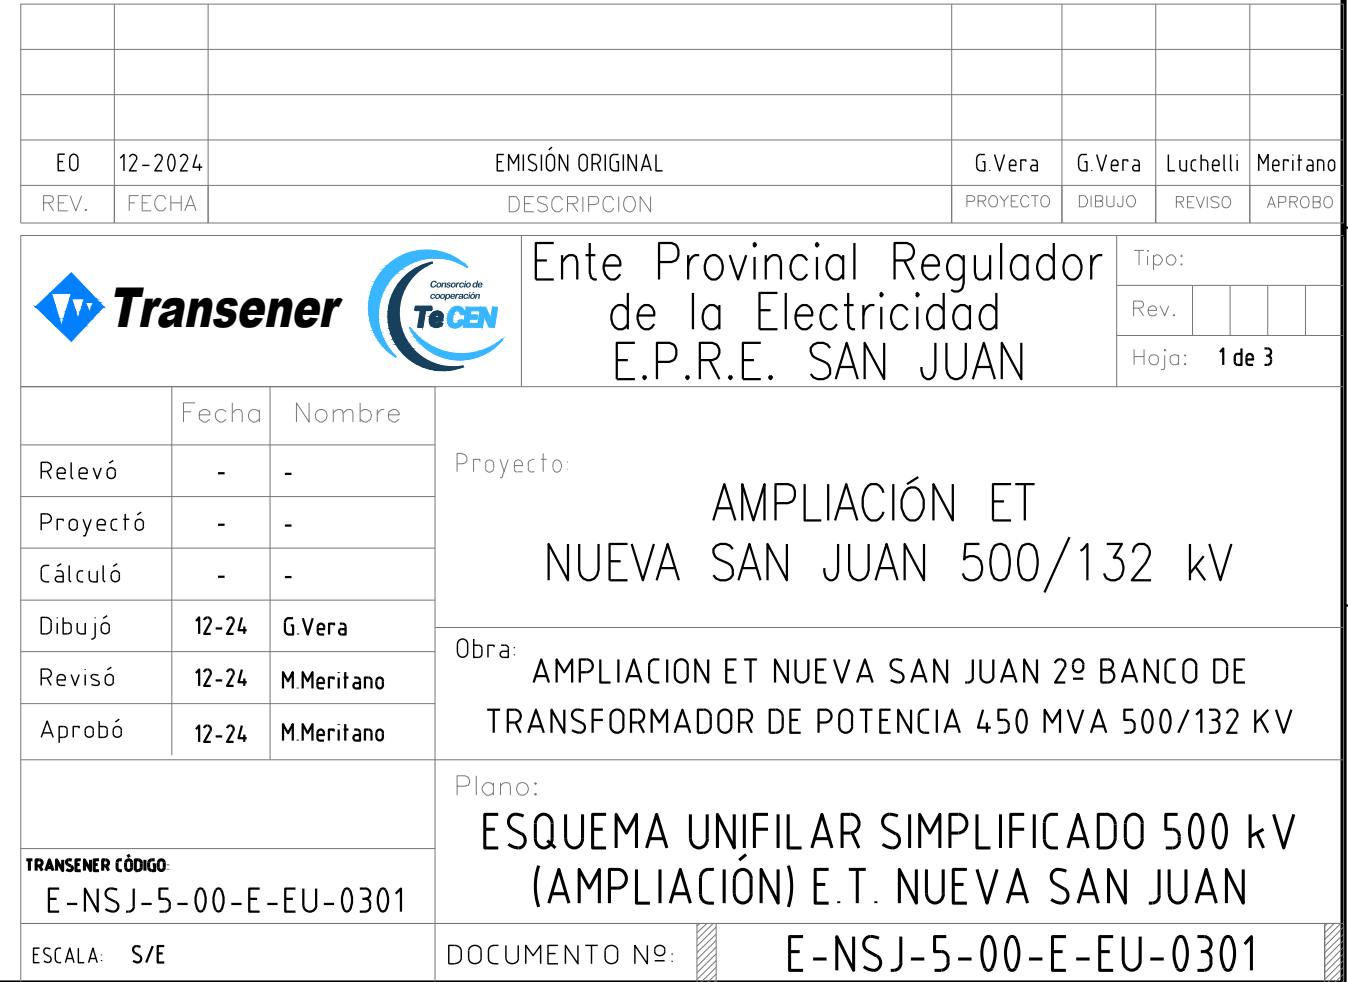 E0 12-2024 EMISIÓN ORIGINAL G.Vera G.Vera Luchelli Meritano
REV. FECHA DESCRIPCION PROYECTO DIBUJO REVISO APROBO
Transener
Consorcio de
cooperación
TeCEN
Ente Provincial Regulador
de la Electricidad
E.P.R.E. SAN JUAN
Tipo:
Rev.
Hoja: 1 de 3
Fecha Nombre
Relevó - -
Proyectó - -
Cálculó - -
Dibujó 12-24 G.Vera
Revisó 12-24 M.Meritano
Aprobó 12-24 M.Meritano
Proyecto:
AMPLIACIÓN ET
NUEVA SAN JUAN 500/132 kV
Obra:
AMPLIACION ET NUEVA SAN JUAN 2º BANCO DE
TRANSFORMADOR DE POTENCIA 450 MVA 500/132 KV
Plano:
ESQUEMA UNIFILAR SIMPLIFICADO 500 kV
(AMPLIACIÓN) E.T. NUEVA SAN JUAN
TRANSENER CÓDIGO:
E-NSJ-5-00-E-EU-0301
ESCALA: S/E
DOCUMENTO Nº: E-NSJ-5-00-E-EU-0301